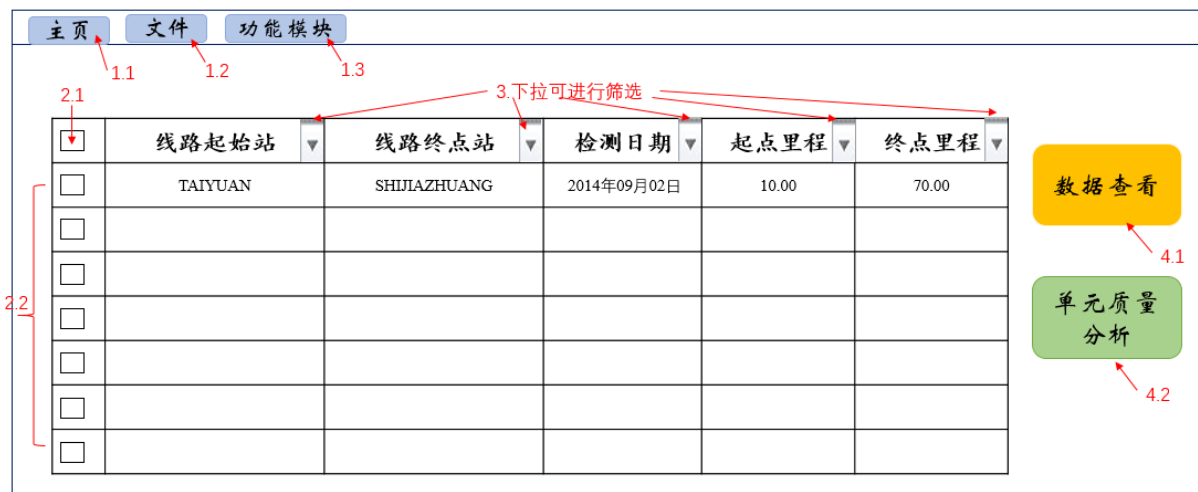 主页 文件 功能模块
1.1 1.2 1.3
2.1 3.下拉可进行筛选
线路起始站 线路终点站 检测日期 起点里程 终点里程
TAIYUAN SHIJIAZHUANG 2014年09月02日 10.00 70.00
数据查看
4.1
2.2
单元质量
分析
4.2